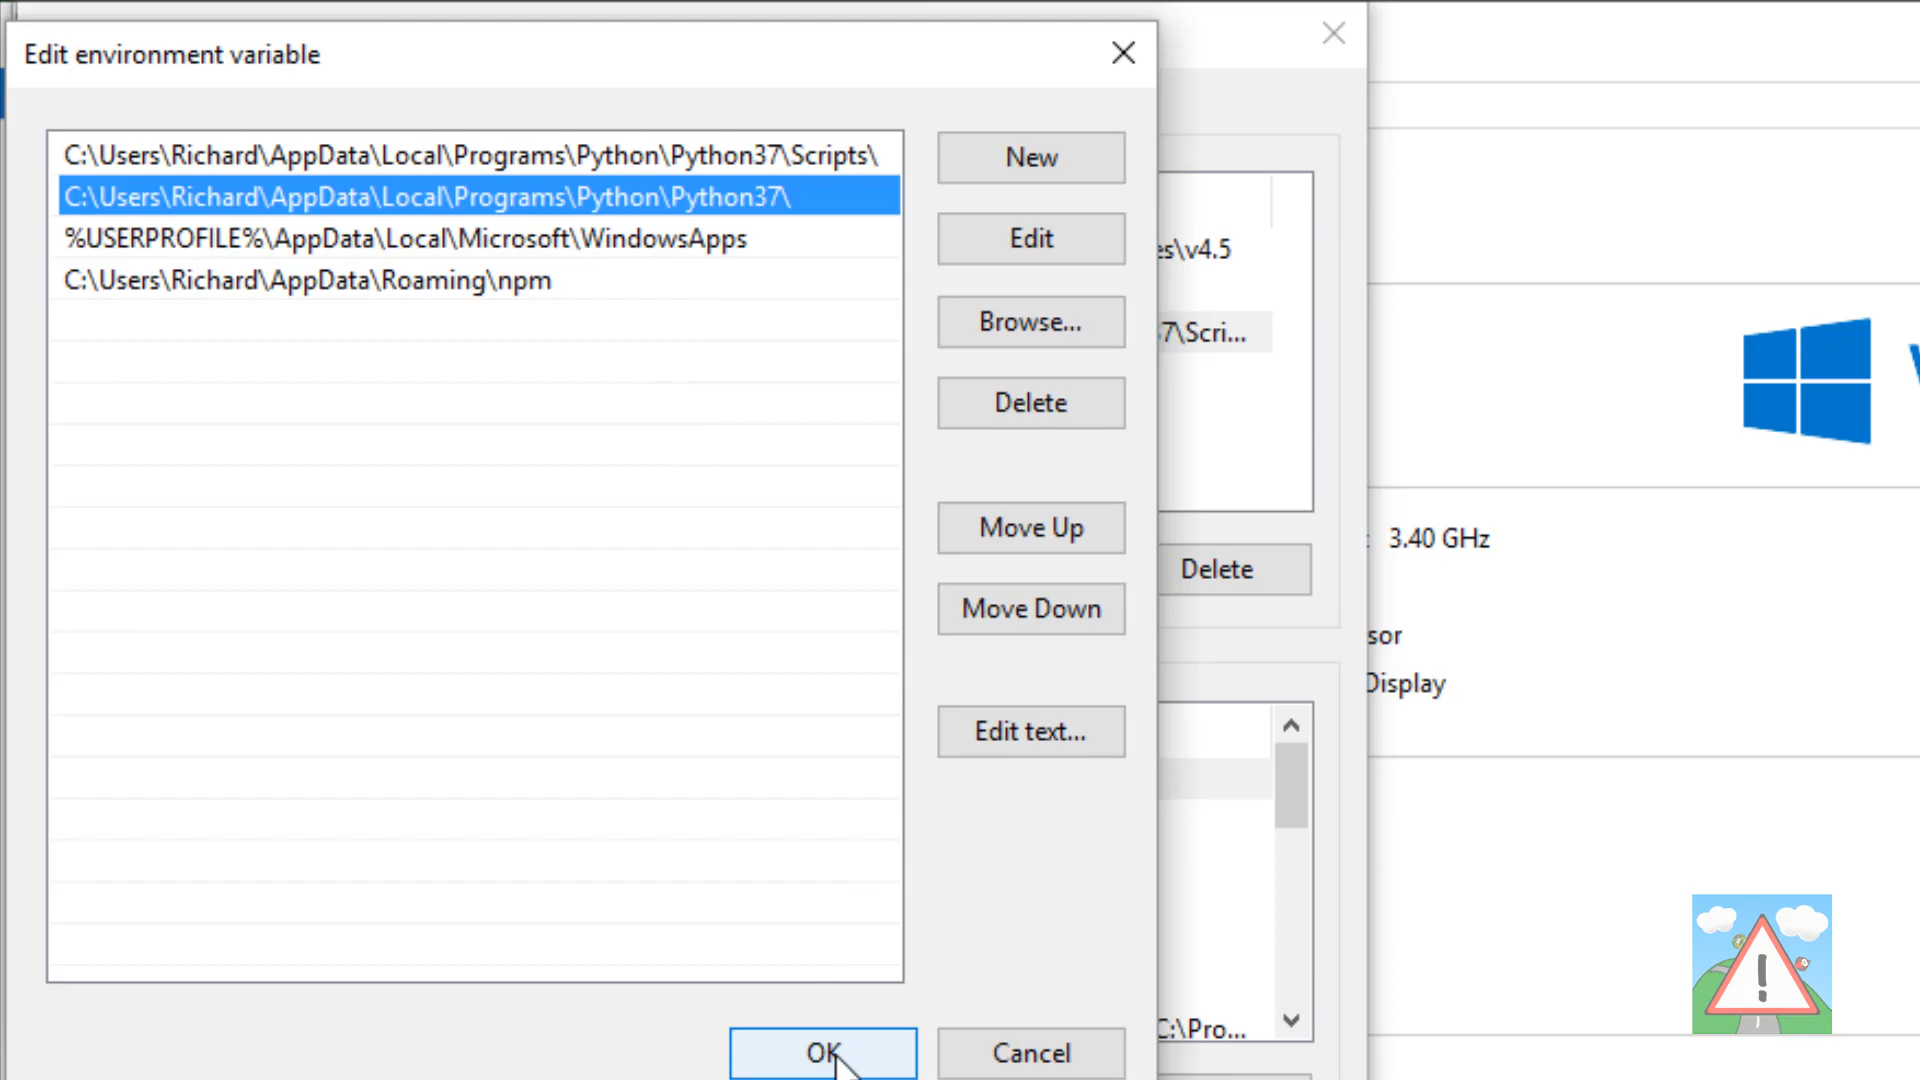 Edit environment variable
C:\Users\Richard\AppData\Local\Programs\Python\Python37\Scripts\
C:\Users\Richard\AppData\Local\Programs\Python\Python37\
%USERPROFILE%\AppData\Local\Microsoft\WindowsApps
C:\Users\Richard\AppData\Roaming\npm
New
Edit
Browse...
Delete
Move Up
Move Down
Edit text...
OK
Cancel
es\v4.5
37\Scri...
Delete
C:\Pro...
3.40 GHz
sor
Display
!